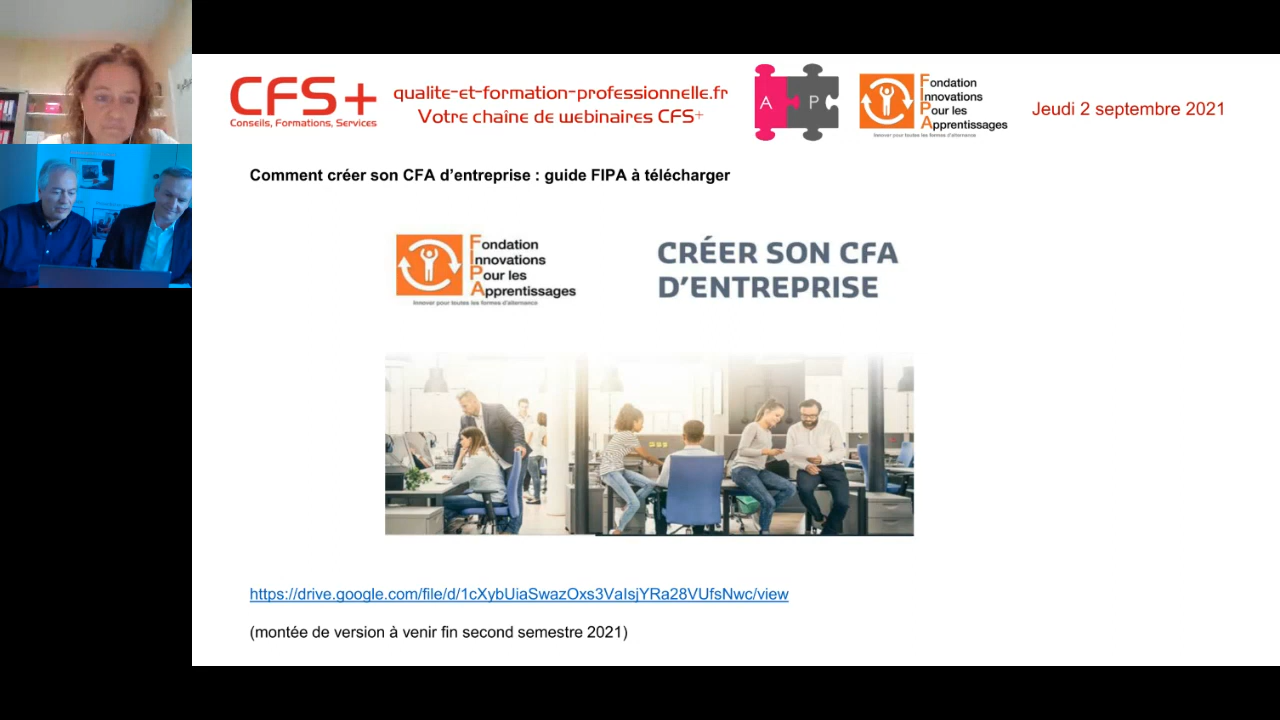 CFS+
Conseils, Formations, Services
qualite-et-formation-professionnelle.fr
Votre chaîne de webinaires CFS+
A P
Fondation
Innovations
Pour les
Apprentissages
Innover pour toutes les formes d'alternance
Jeudi 2 septembre 2021
Comment créer son CFA d’entreprise : guide FIPA à télécharger
Fondation
Innovations
Pour les
Apprentissages
Innover pour toutes les formes d'alternance
CRÉER SON CFA
D’ENTREPRISE
https://drive.google.com/file/d/1cXybUiaSwazOxs3VaIsjYRa28VUfsNwc/view
(montée de version à venir fin second semestre 2021)